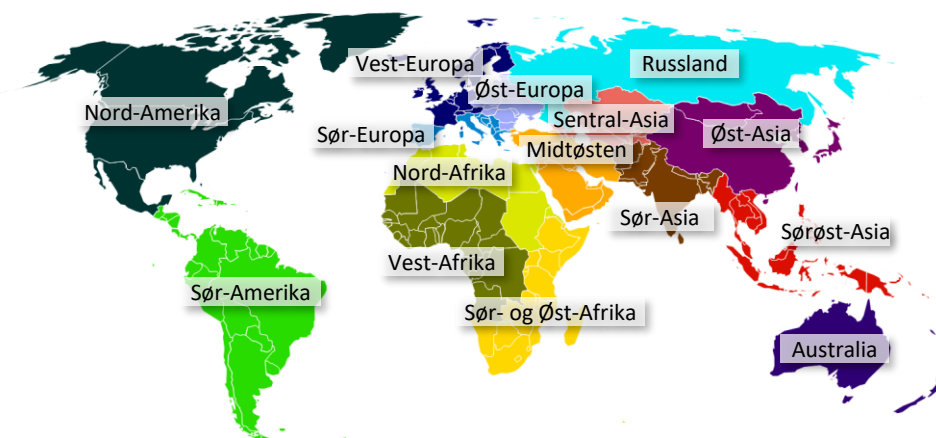 Vest-Europa
Russland
Øst-Europa
Nord-Amerika
Sentral-Asia
Sør-Europa
Øst-Asia
Midtøsten
Nord-Afrika
Sør-Asia
Sørøst-Asia
Vest-Afrika
Sør-Amerika
Sør- og Øst-Afrika
Australia